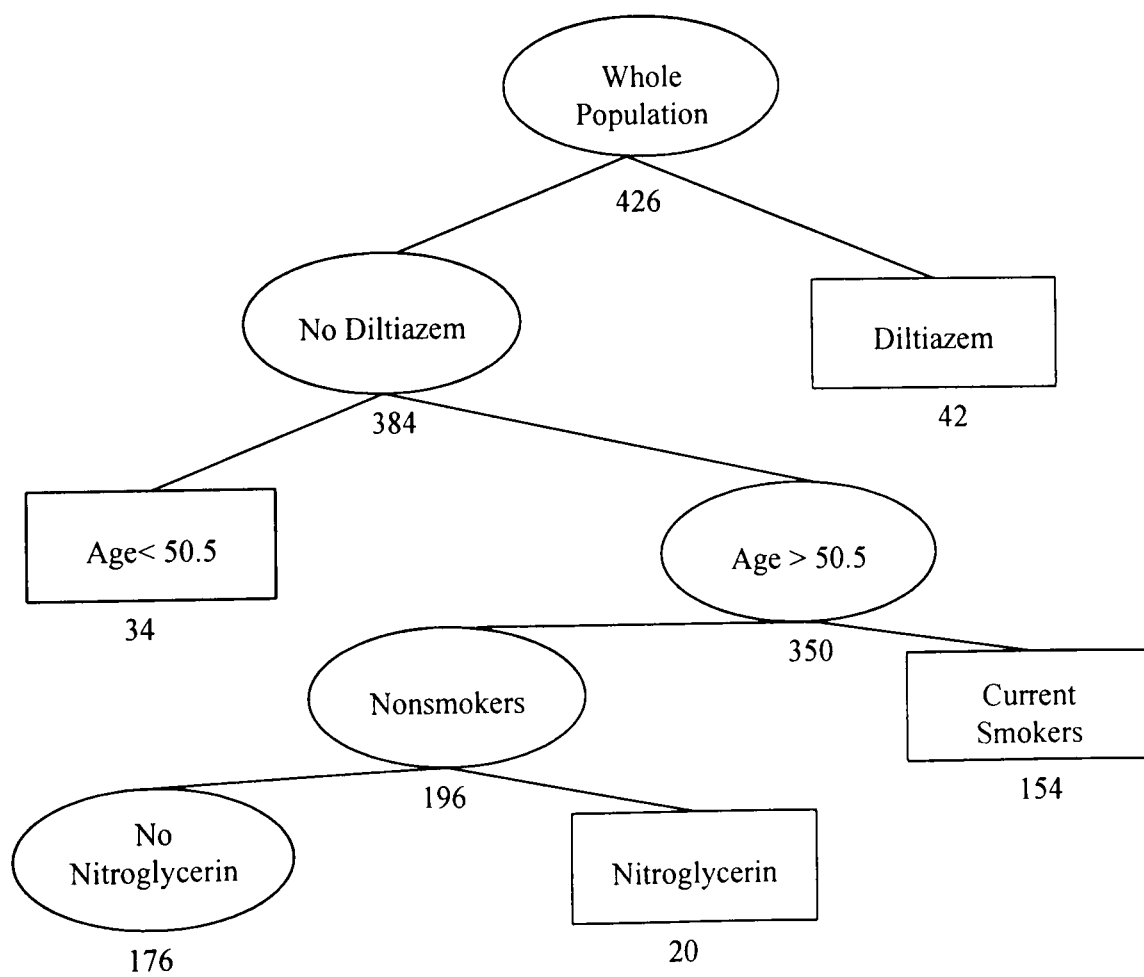 Whole
Population
426
No Diltiazem
384
Diltiazem
42
Age< 50.5
34
Age > 50.5
350
Nonsmokers
196
Current
Smokers
154
No
Nitroglycerin
176
Nitroglycerin
20